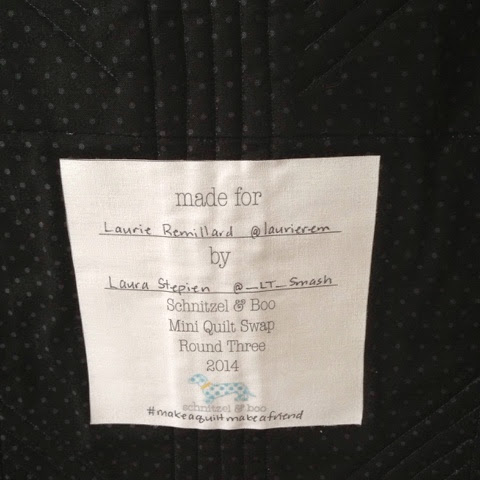 made for
Laurie Remillard @laurierem
by
Laura Stepien @_LT_Smash
Schnitzel & Boo
Mini Quilt Swap
Round Three
2014
schnitzel & boo
#makeaquiltmakeafriend